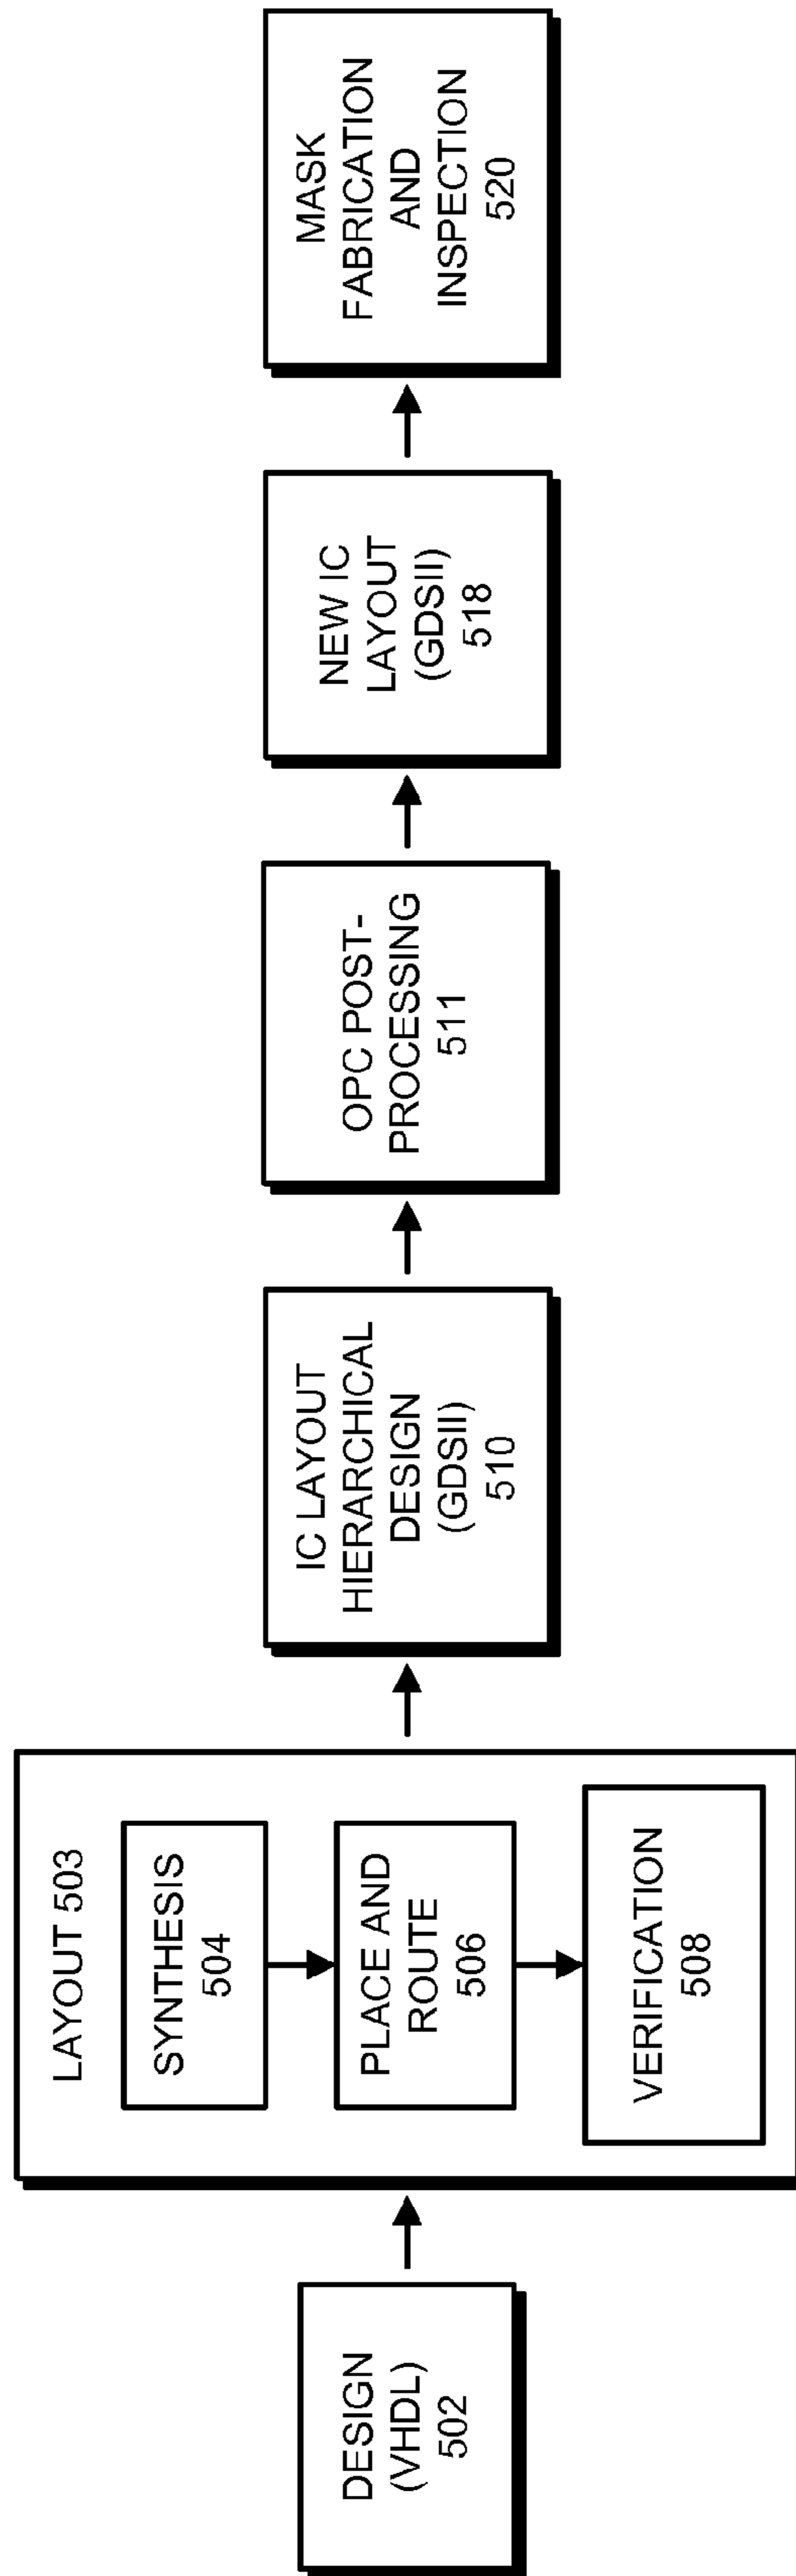 DESIGN
(VHDL)
502
LAYOUT 503
SYNTHESIS
504
PLACE AND
ROUTE
506
VERIFICATION
508
IC LAYOUT
HIERARCHICAL
DESIGN
(GDSII)
510
OPC POST-
PROCESSING
511
NEW IC
LAYOUT
(GDSII)
518
MASK
FABRICATION
AND
INSPECTION
520